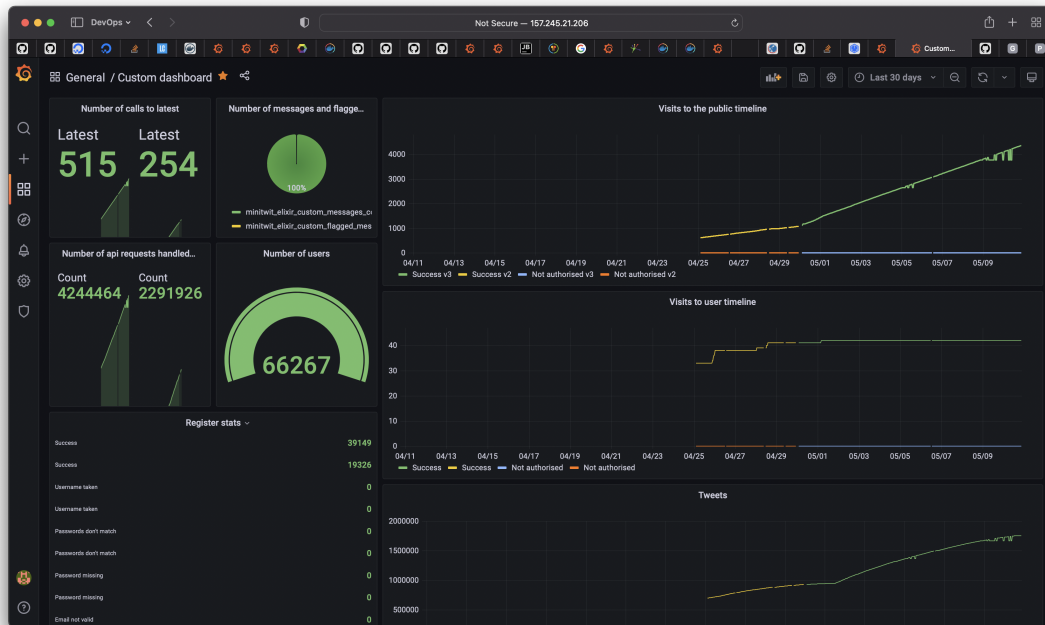 DevOps
Not Secure — 157.245.21.206
JB
Custom...
G
P
General / Custom dashboard
Last 30 days
Number of calls to latest
Latest
515
Latest
254
Number of messages and flagge...
100%
minitwit_elixir_custom_messages_c
minitwit_elixir_custom_flagged_mes
Number of api requests handled...
Count
4244464
Count
2291926
Number of users
66267
Register stats
Success 39149
Success 19326
Username taken 0
Username taken 0
Passwords don't match 0
Passwords don't match 0
Password missing 0
Password missing 0
Email not valid 0
Visits to the public timeline
4000
3000
2000
1000
0
04/11 04/13 04/15 04/17 04/19 04/21 04/23 04/25 04/27 04/29 05/01 05/03 05/05 05/07 05/09
Success v3 Success v2 Not authorised v3 Not authorised v2
Visits to user timeline
40
30
20
10
0
04/11 04/13 04/15 04/17 04/19 04/21 04/23 04/25 04/27 04/29 05/01 05/03 05/05 05/07 05/09
Success Success Not authorised Not authorised
Tweets
2000000
1500000
1000000
500000